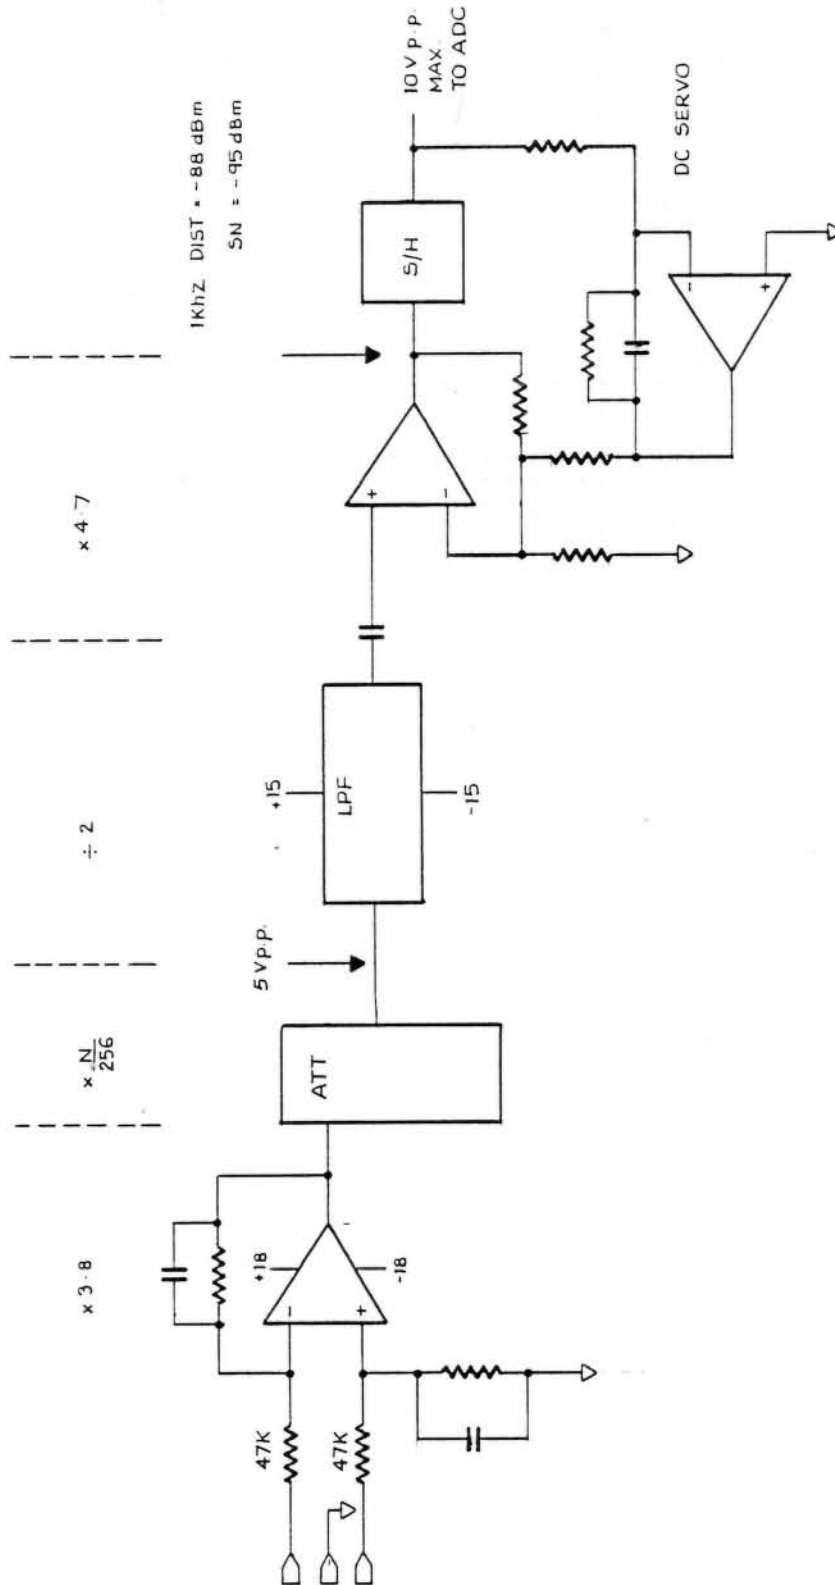 x 3.8
x N/256
÷ 2
x 4.7
1KhZ DIST = -88 dBm
SN = -95 dBm
5V p.p.
47K
47K
-
+
+18
-18
ATT
+15
LPF
-15
+
-
S/H
10V p.p.
MAX.
TO ADC
-
+
DC SERVO